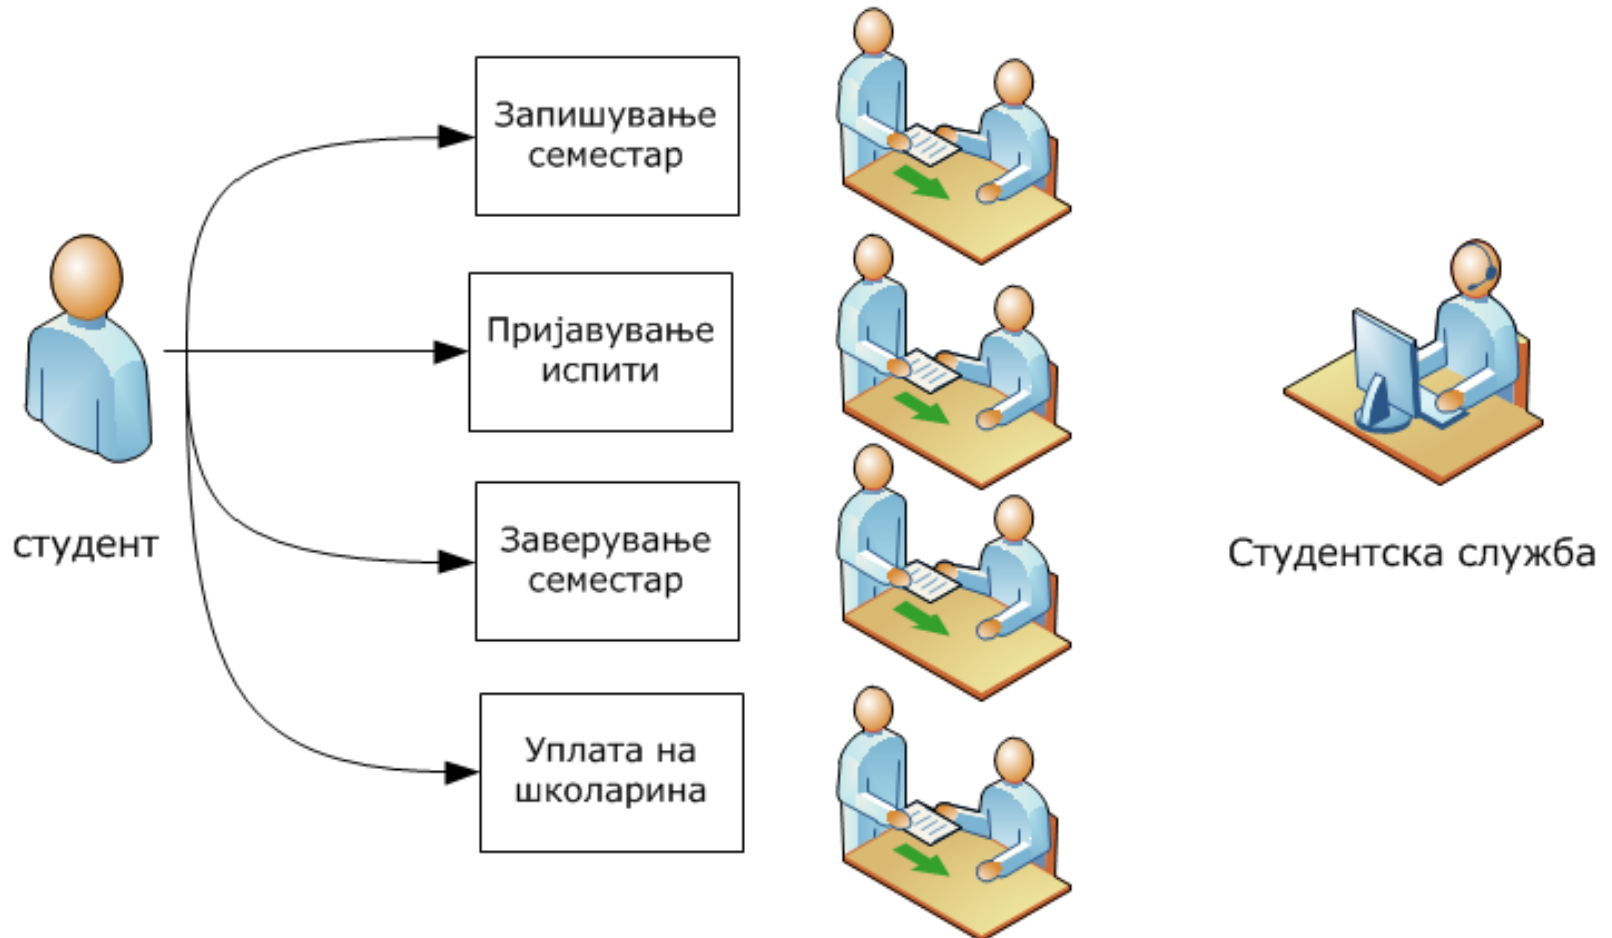 Запишување
семестар
Пријавување
испити
студент
Заверување
семестар
Студентска служба
Уплата на
школарина